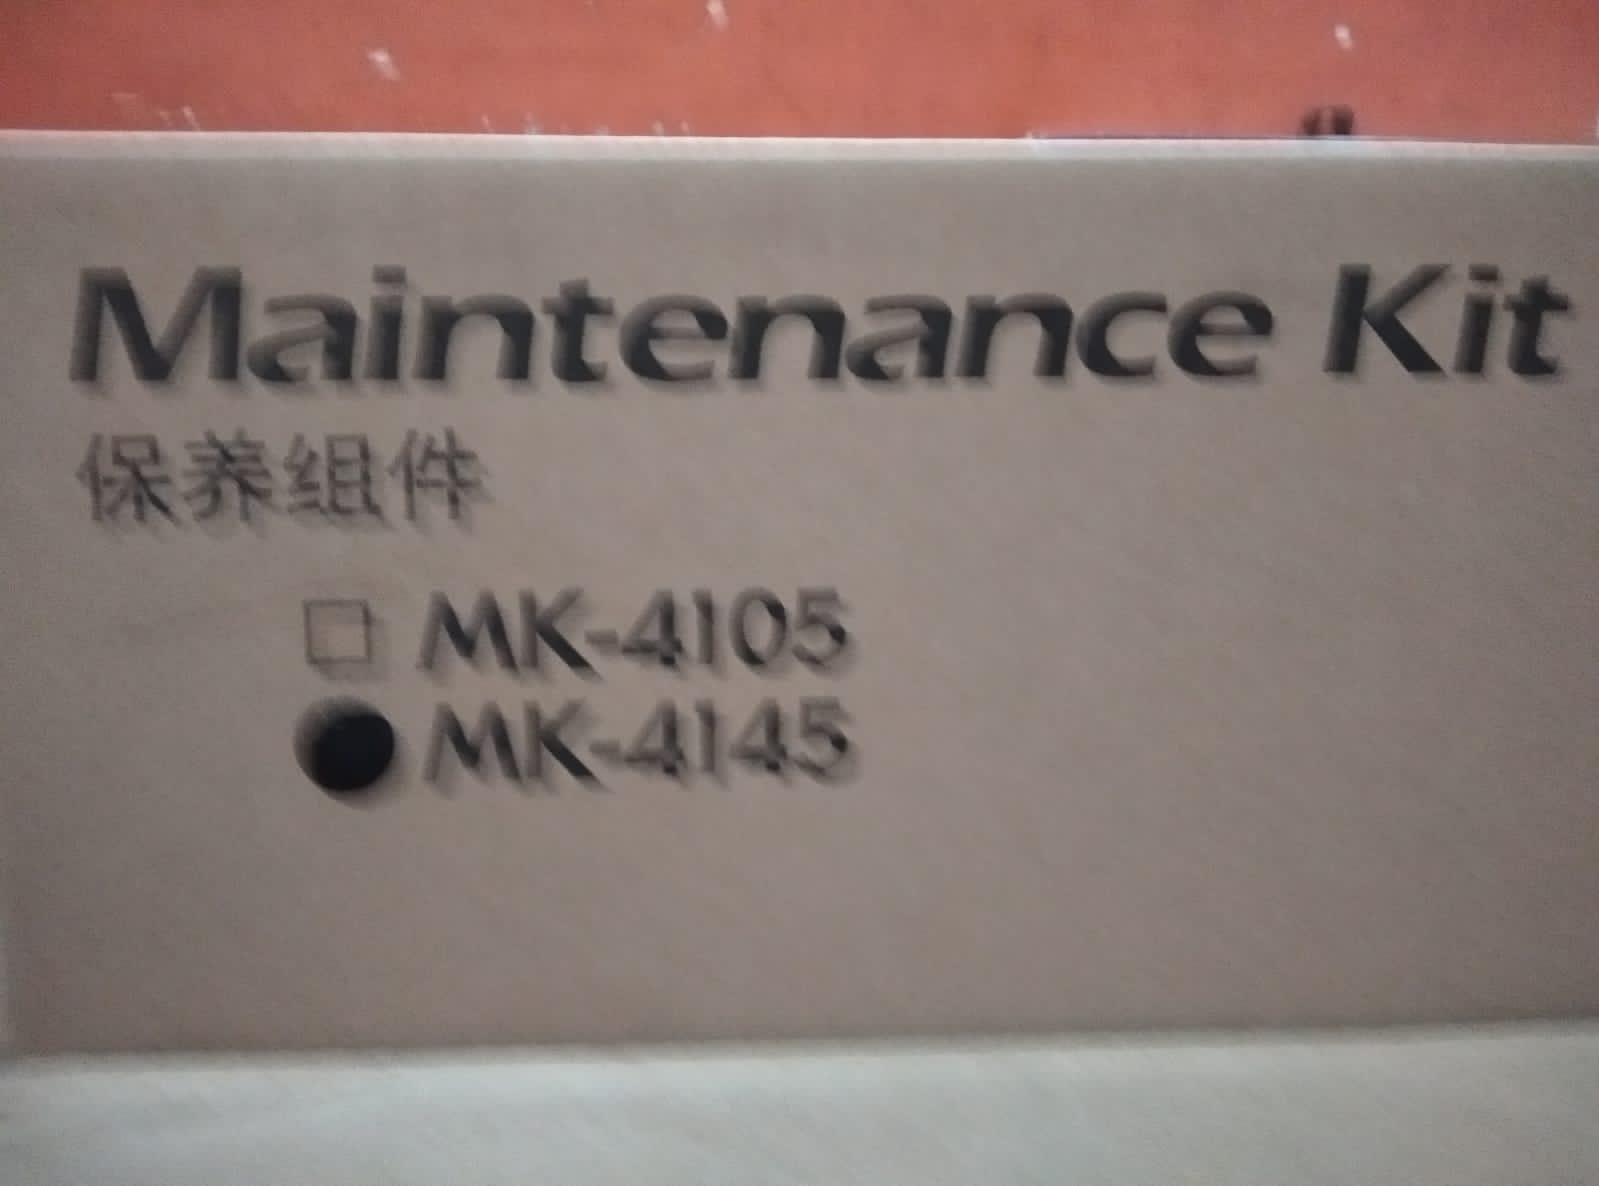 Maintenance Kit
保养组件
MK-4105
MK-4145